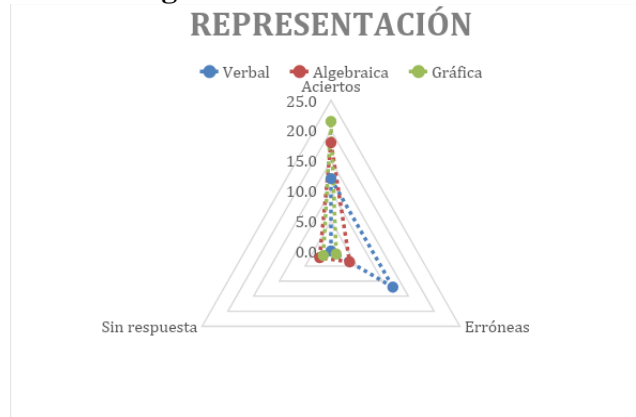 REPRESENTACIÓN
Verbal Algebraica Gráfica
Aciertos
25.0
20.0
15.0
10.0
5.0
0.0
Sin respuesta Erróneas